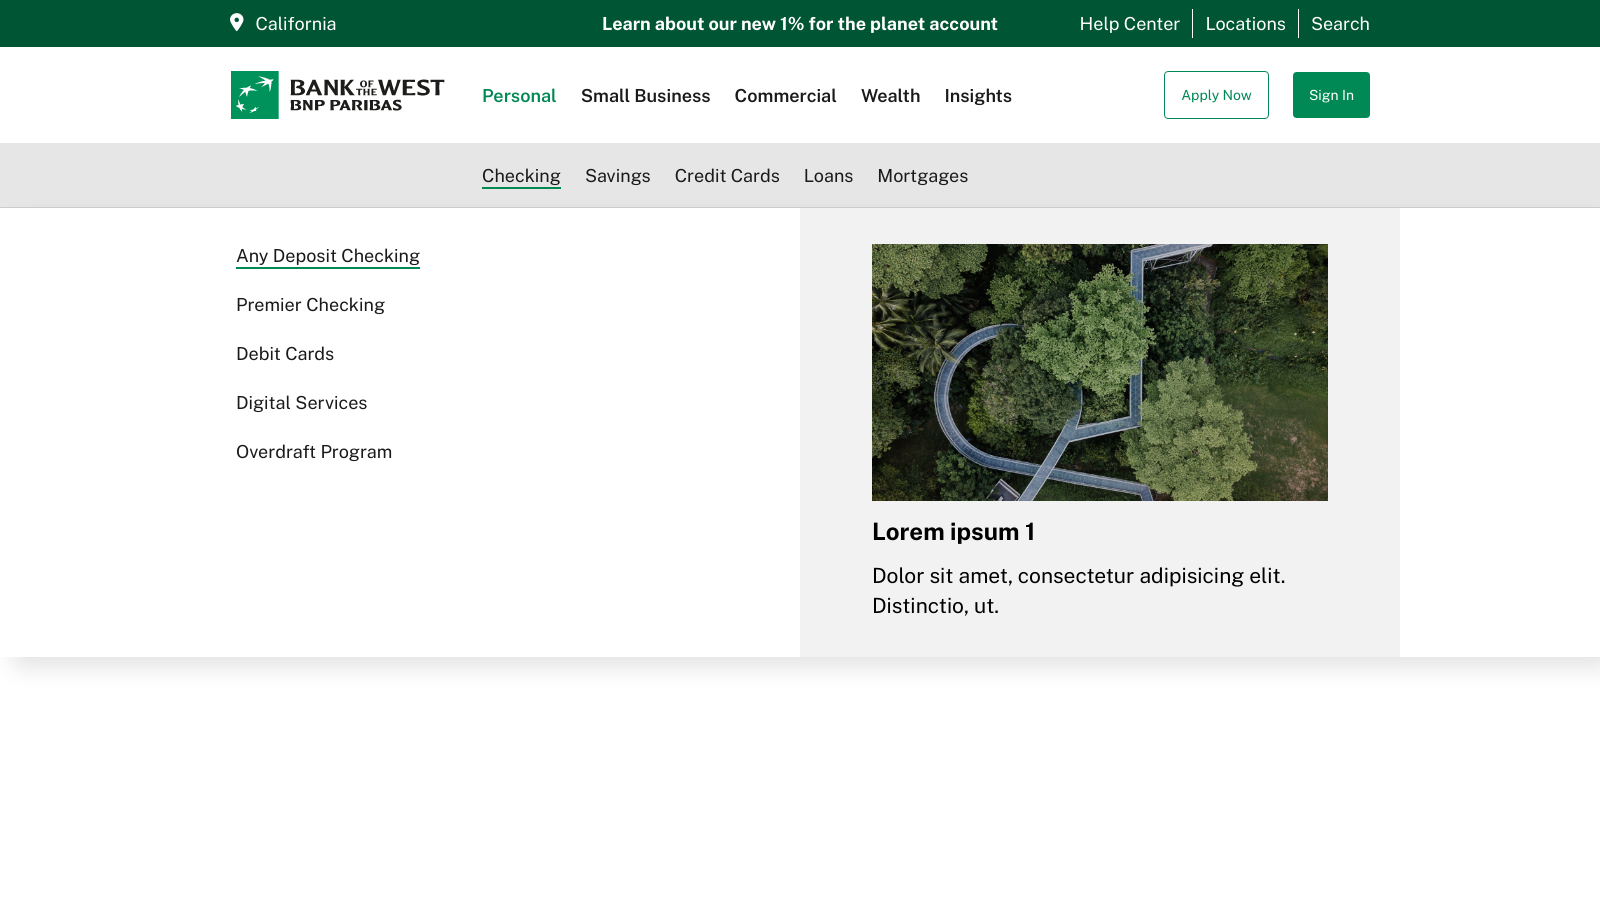 California
Learn about our new 1% for the planet account
Help Center
Locations
Search
BANK OF THE WEST
BNP PARIBAS
Personal
Small Business
Commercial
Wealth
Insights
Apply Now
Sign In
Checking
Savings
Credit Cards
Loans
Mortgages
Any Deposit Checking
Premier Checking
Debit Cards
Digital Services
Overdraft Program
Lorem ipsum 1
Dolor sit amet, consectetur adipisicing elit.
Distinctio, ut.